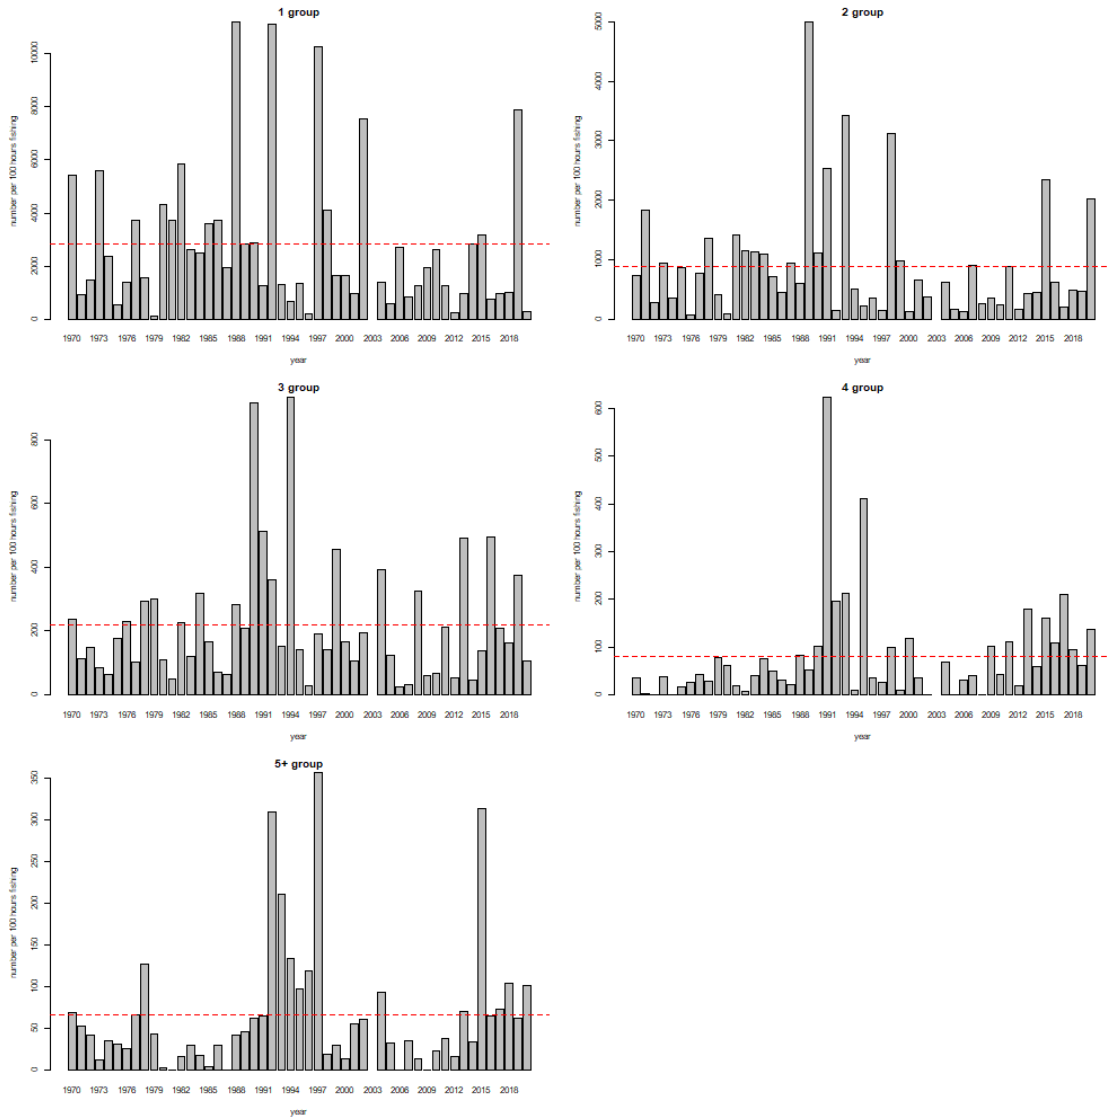 1 group
number per 100 hours fishing
0 2000 4000 6000 8000 10000
1970 1973 1976 1979 1982 1985 1988 1991 1994 1997 2000 2003 2006 2009 2012 2015 2018
year
2 group
number per 100 hours fishing
0 1000 2000 3000 4000 5000
1970 1973 1976 1979 1982 1985 1988 1991 1994 1997 2000 2003 2006 2009 2012 2015 2018
year
3 group
number per 100 hours fishing
0 200 400 600 800
1970 1973 1976 1979 1982 1985 1988 1991 1994 1997 2000 2003 2006 2009 2012 2015 2018
year
4 group
number per 100 hours fishing
0 100 200 300 400 500 600
1970 1973 1976 1979 1982 1985 1988 1991 1994 1997 2000 2003 2006 2009 2012 2015 2018
year
5+ group
number per 100 hours fishing
0 50 100 150 200 250 300 350
1970 1973 1976 1979 1982 1985 1988 1991 1994 1997 2000 2003 2006 2009 2012 2015 2018
year